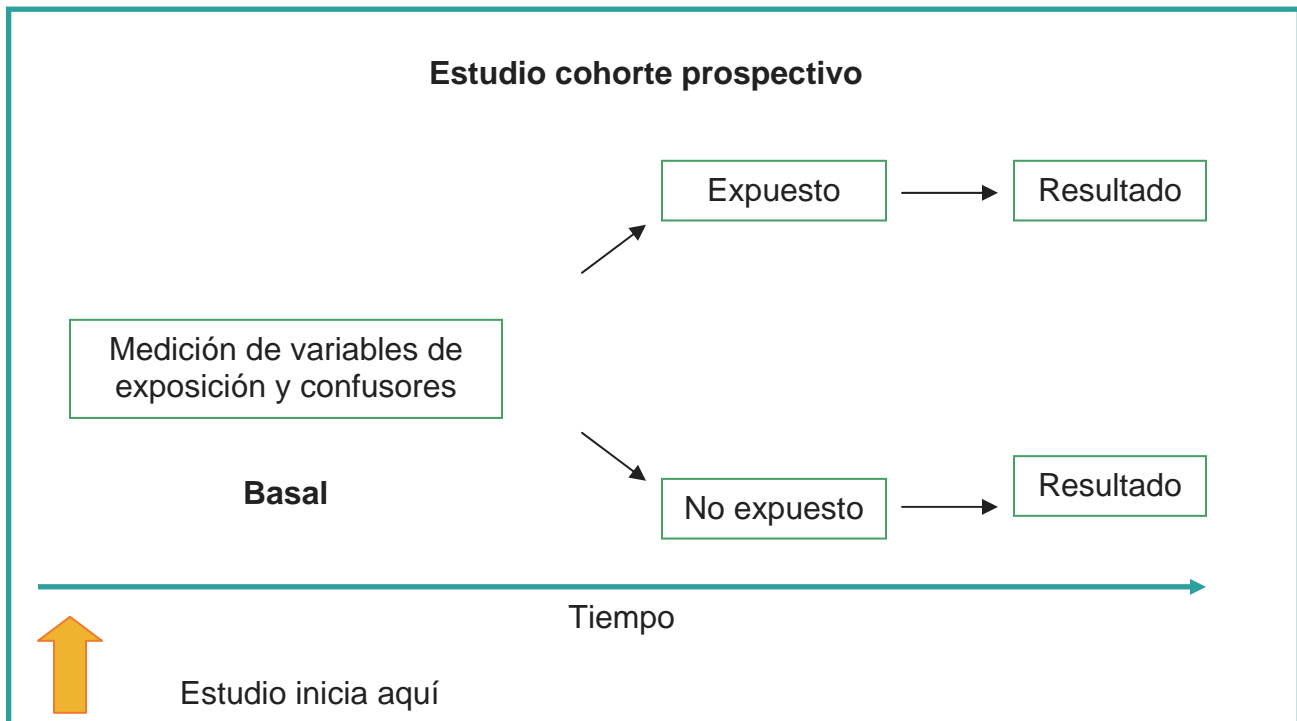 Estudio cohorte prospectivo
Expuesto
Resultado
Medición de variables de
exposición y confusores
Basal
No expuesto
Resultado
Tiempo
Estudio inicia aquí